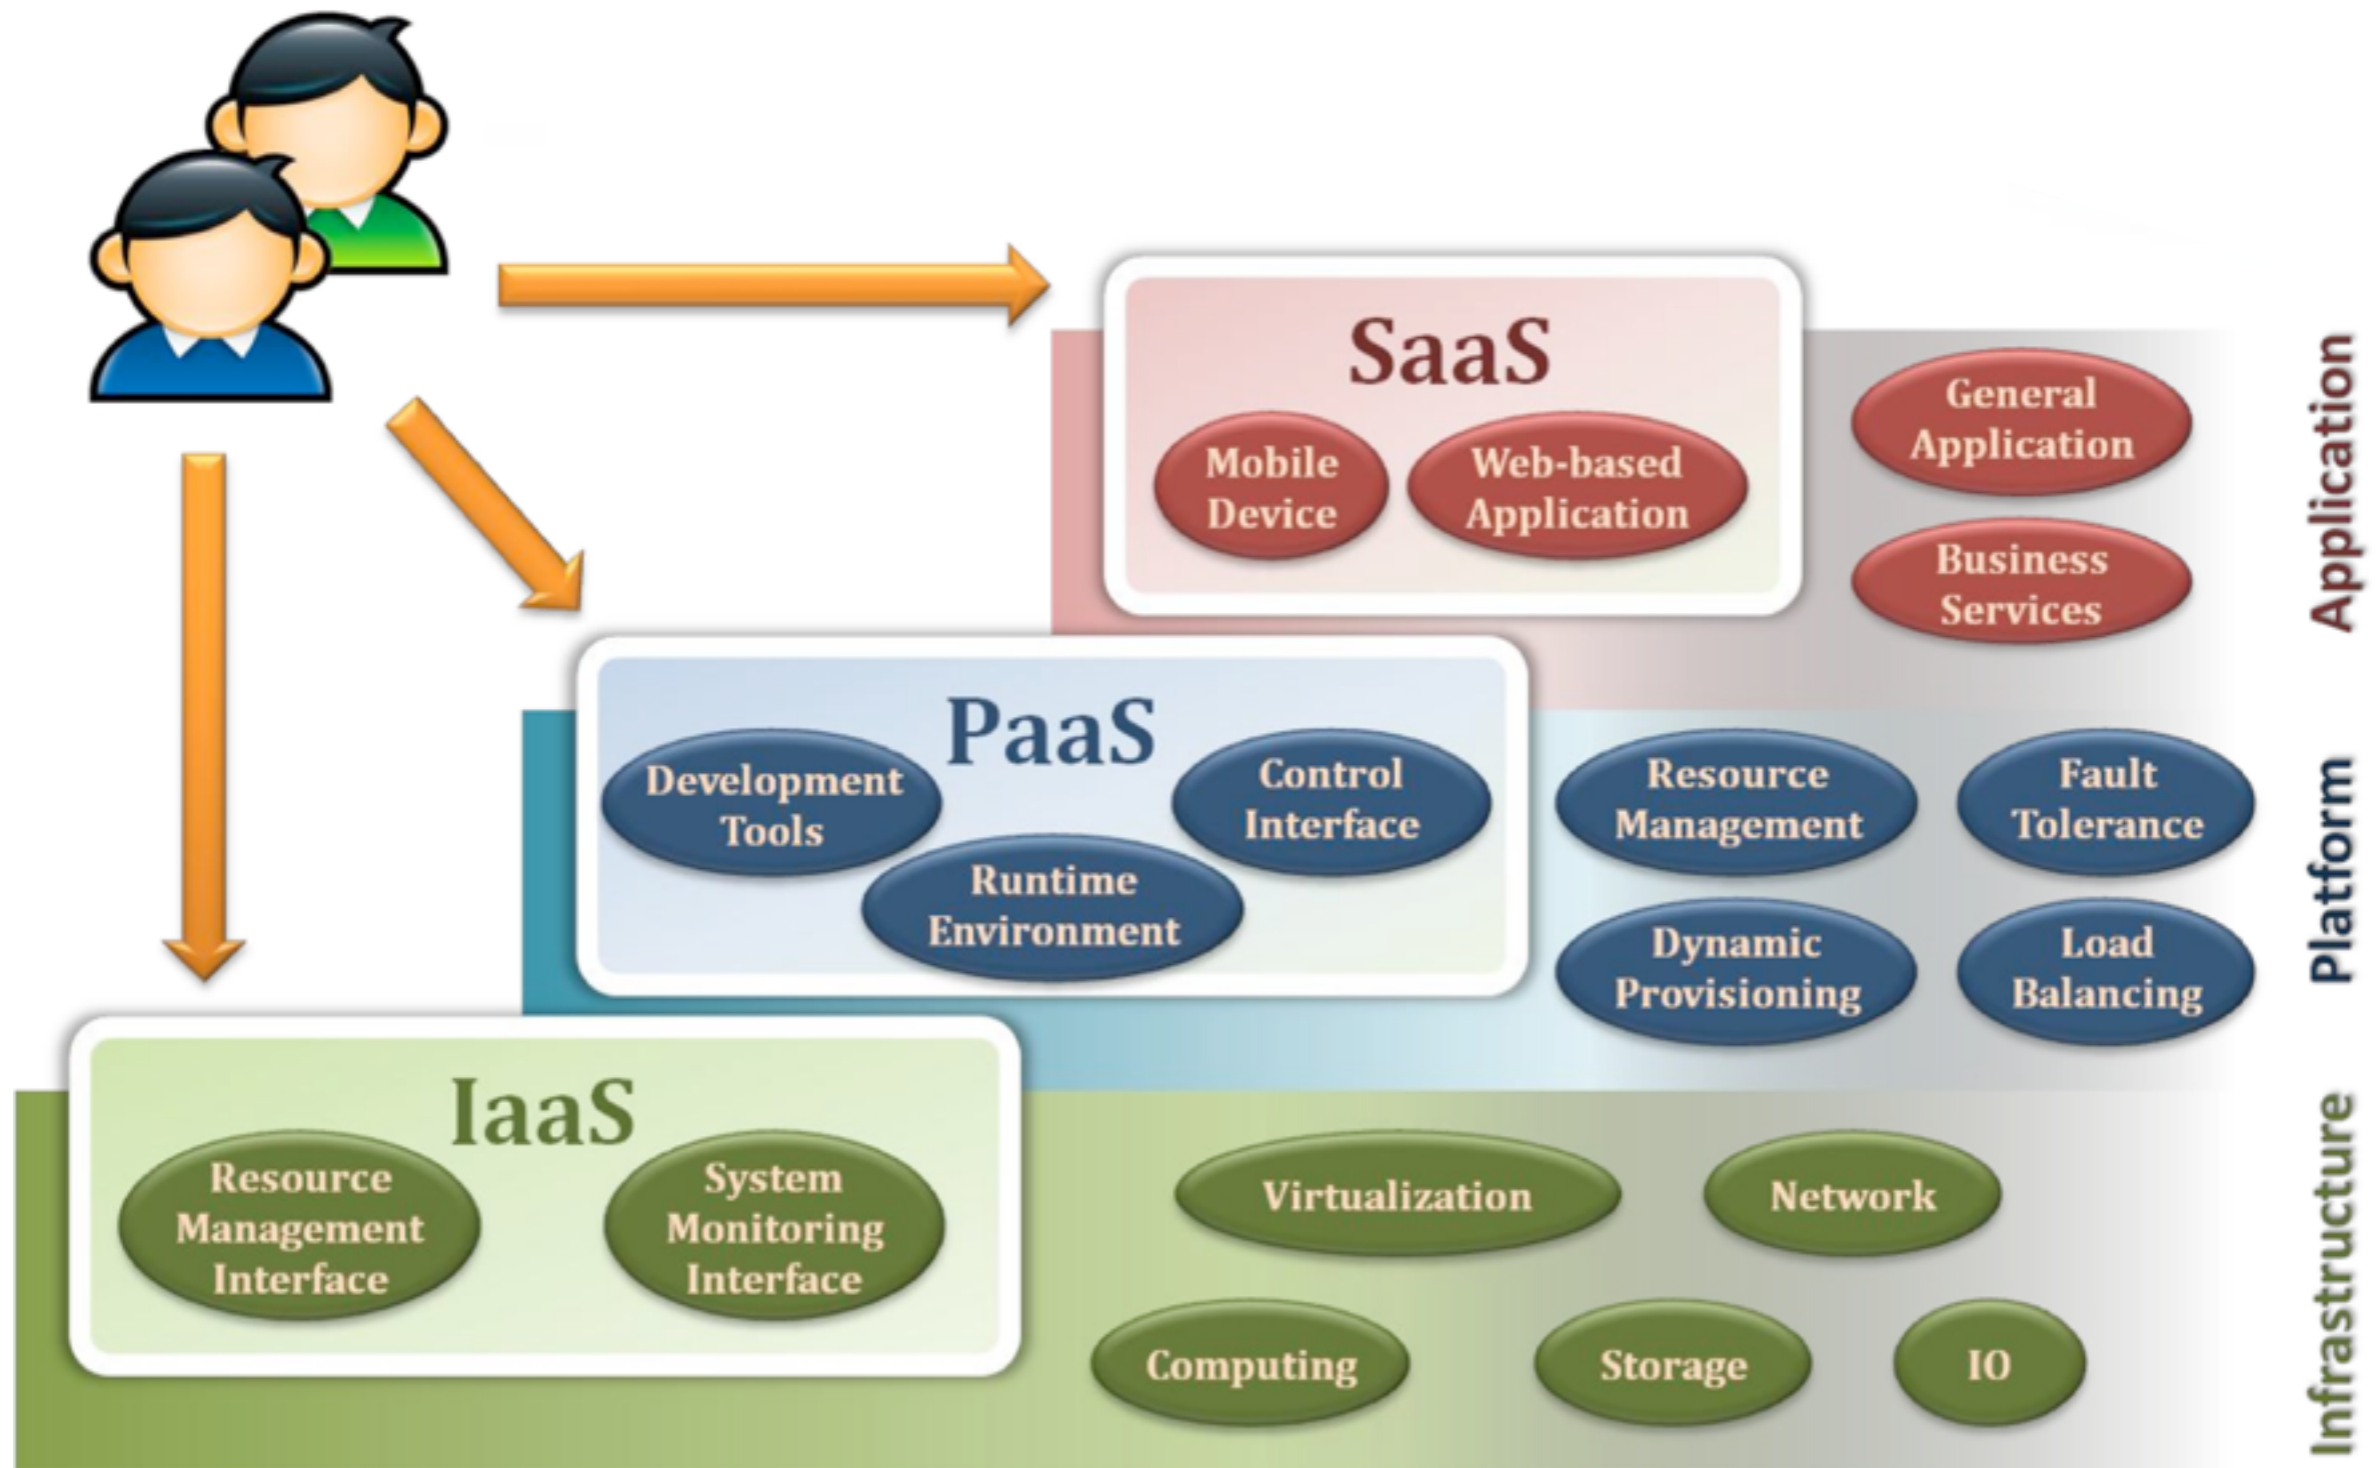 SaaS
Mobile
Device
Web-based
Application
General
Application
Business
Services
Application
PaaS
Development
Tools
Runtime
Environment
Control
Interface
Resource
Management
Fault
Tolerance
Dynamic
Provisioning
Load
Balancing
Platform
IaaS
Resource
Management
Interface
System
Monitoring
Interface
Virtualization
Network
Computing
Storage
IO
Infrastructure